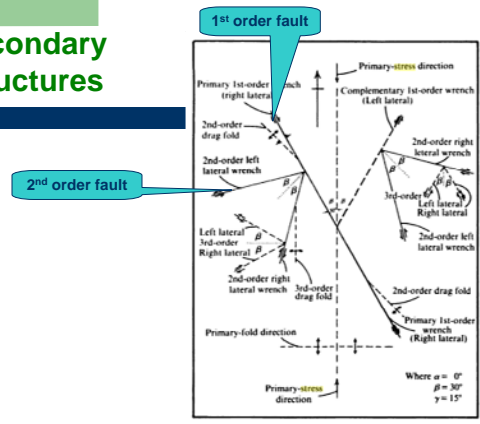 condary
uctures
1st order fault
2nd order fault
Primary-stress direction
Primary 1st-order wrench
(right lateral)
Complementary 1st-order wrench
(Left lateral)
2nd-order
drag fold
2nd-order right
lateral wrench
2nd-order left
lateral wrench
β
β
β
β
β
β
3rd-order
Left lateral
Right lateral
Left lateral
3rd-order
Right lateral
β
β
2nd-order left
lateral wrench
2nd-order right
lateral wrench
3rd-order
drag fold
2nd-order drag fold
Primary 1st-order
wrench
(Right lateral)
Primary-fold direction
Primary-stress
direction
Where α = 0°
β = 30°
γ = 15°